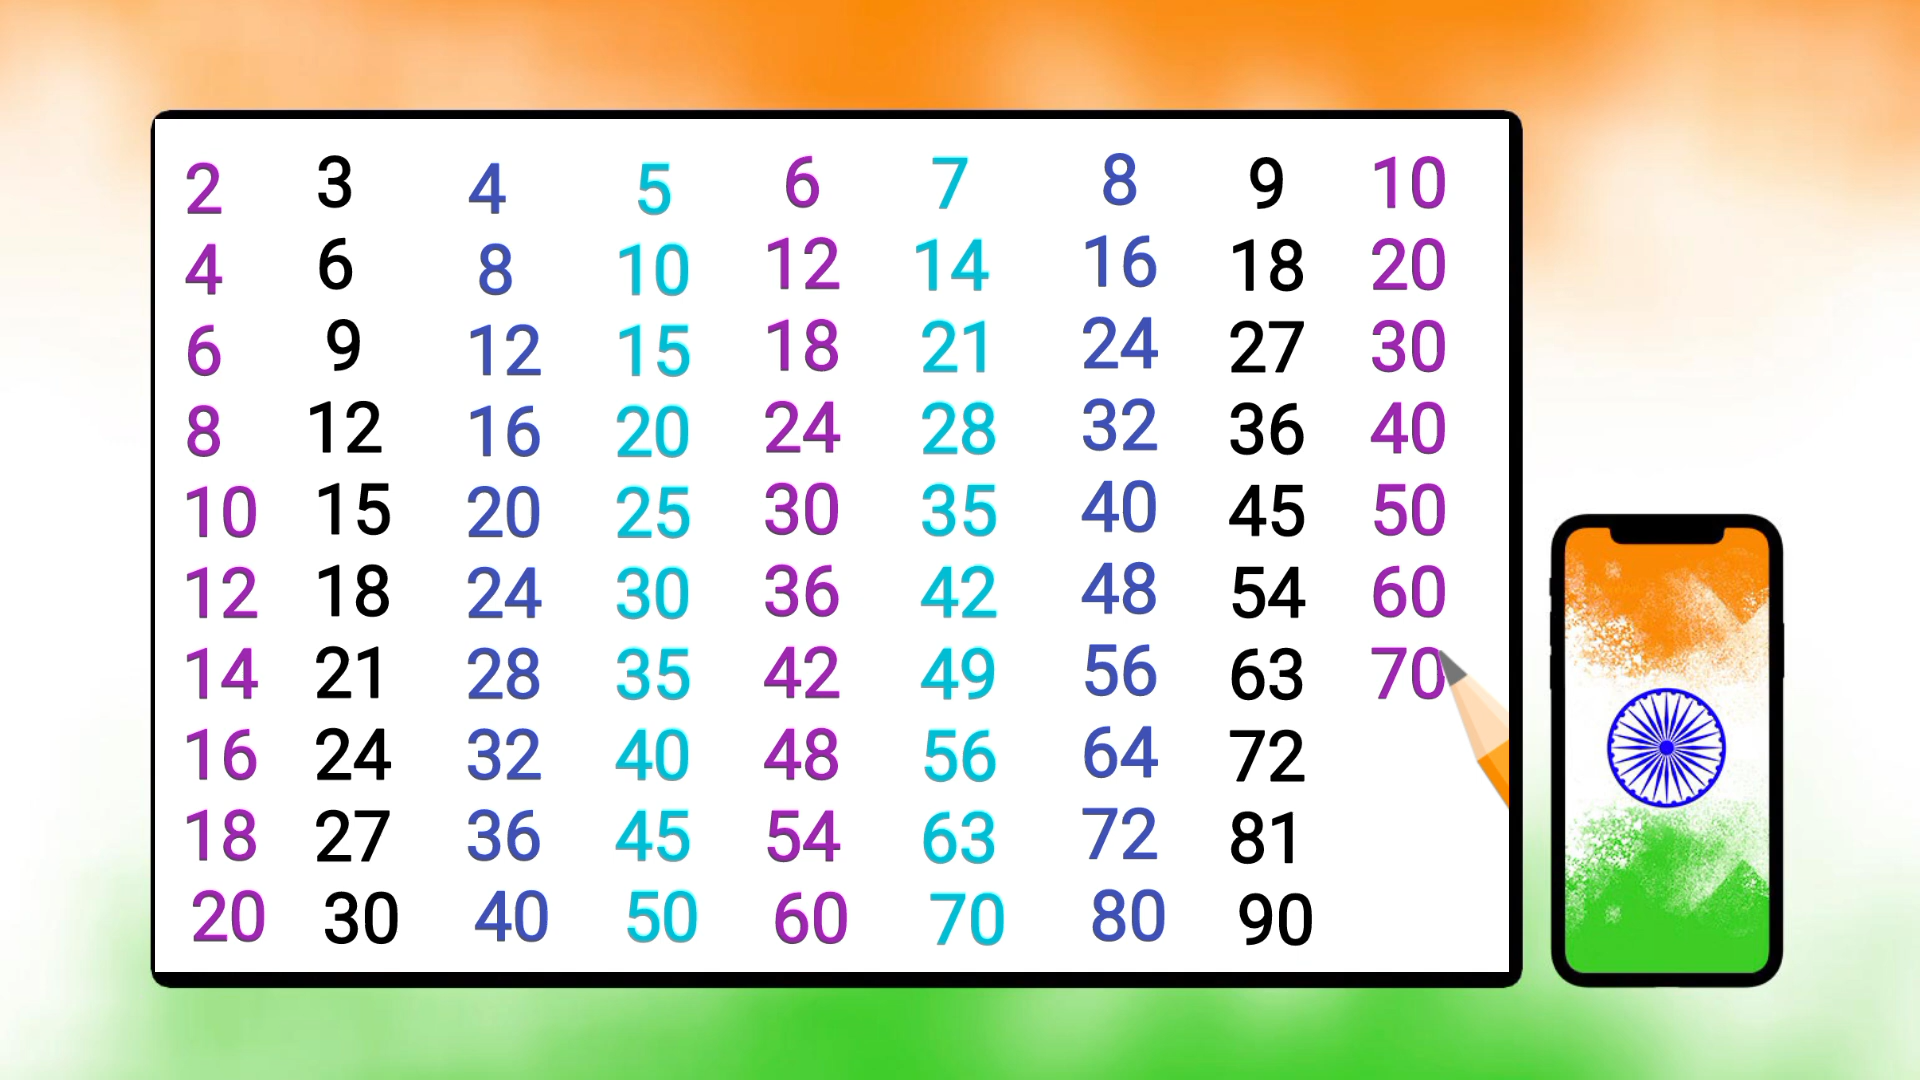 2 3 4 5 6 7 8 9 10
4 6 8 10 12 14 16 18 20
6 9 12 15 18 21 24 27 30
8 12 16 20 24 28 32 36 40
10 15 20 25 30 35 40 45 50
12 18 24 30 36 42 48 54 60
14 21 28 35 42 49 56 63 70
16 24 32 40 48 56 64 72
18 27 36 45 54 63 72 81
20 30 40 50 60 70 80 90